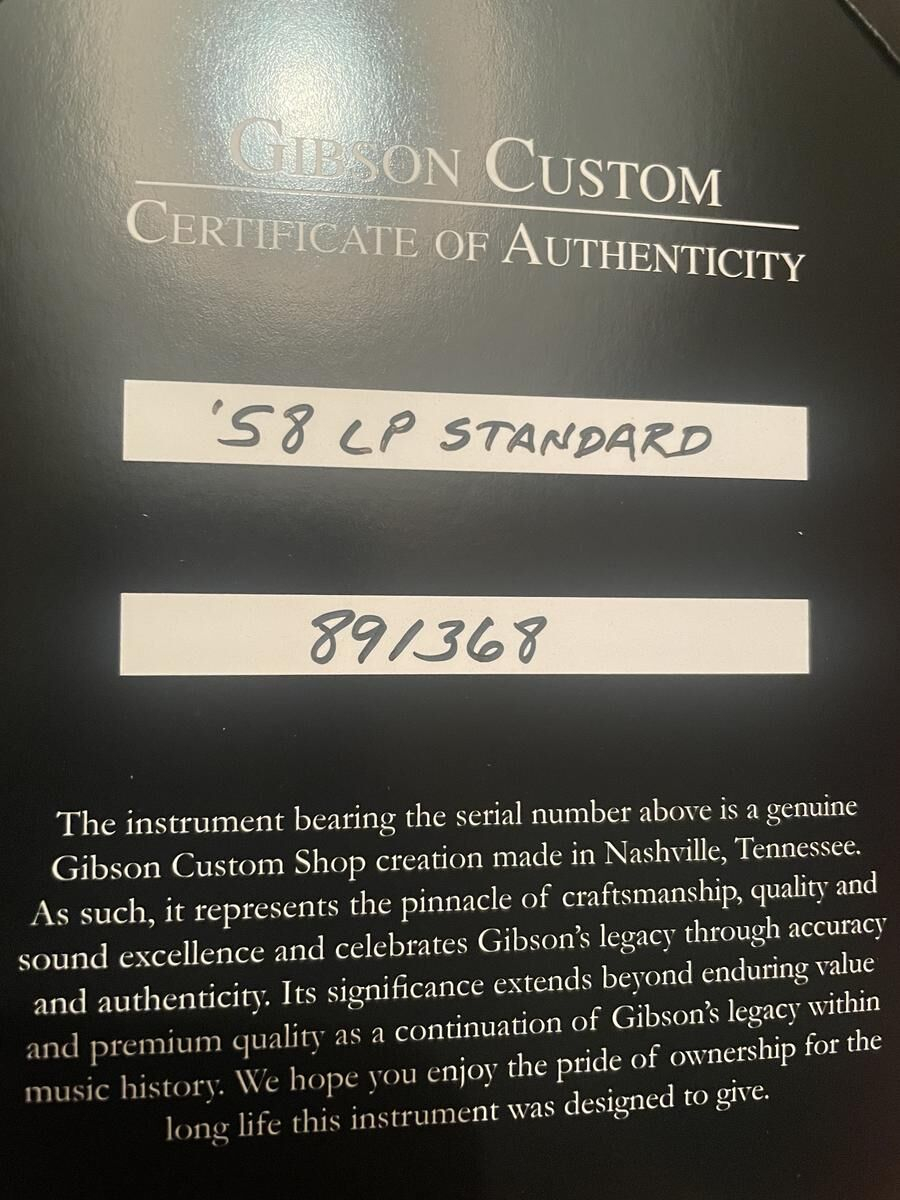 GIBSON CUSTOM
CERTIFICATE OF AUTHENTICITY
'58 LP STANDARD
891368
The instrument bearing the serial number above is a genuine
Gibson Custom Shop creation made in Nashville, Tennessee.
As such, it represents the pinnacle of craftsmanship, quality and
sound excellence and celebrates Gibson's legacy through accuracy
and authenticity. Its significance extends beyond enduring value
and premium quality as a continuation of Gibson's legacy within
music history. We hope you enjoy the pride of ownership for the
long life this instrument was designed to give.